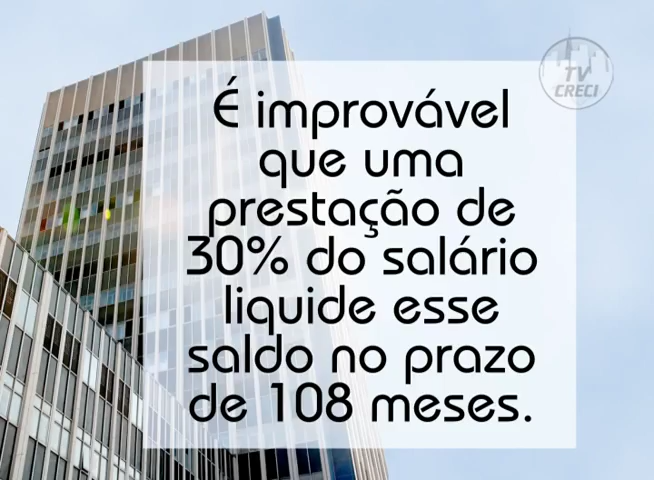 TV
CRECI
É improvável
que uma
prestação de
30% do salário
liquide esse
saldo no prazo
de 108 meses.